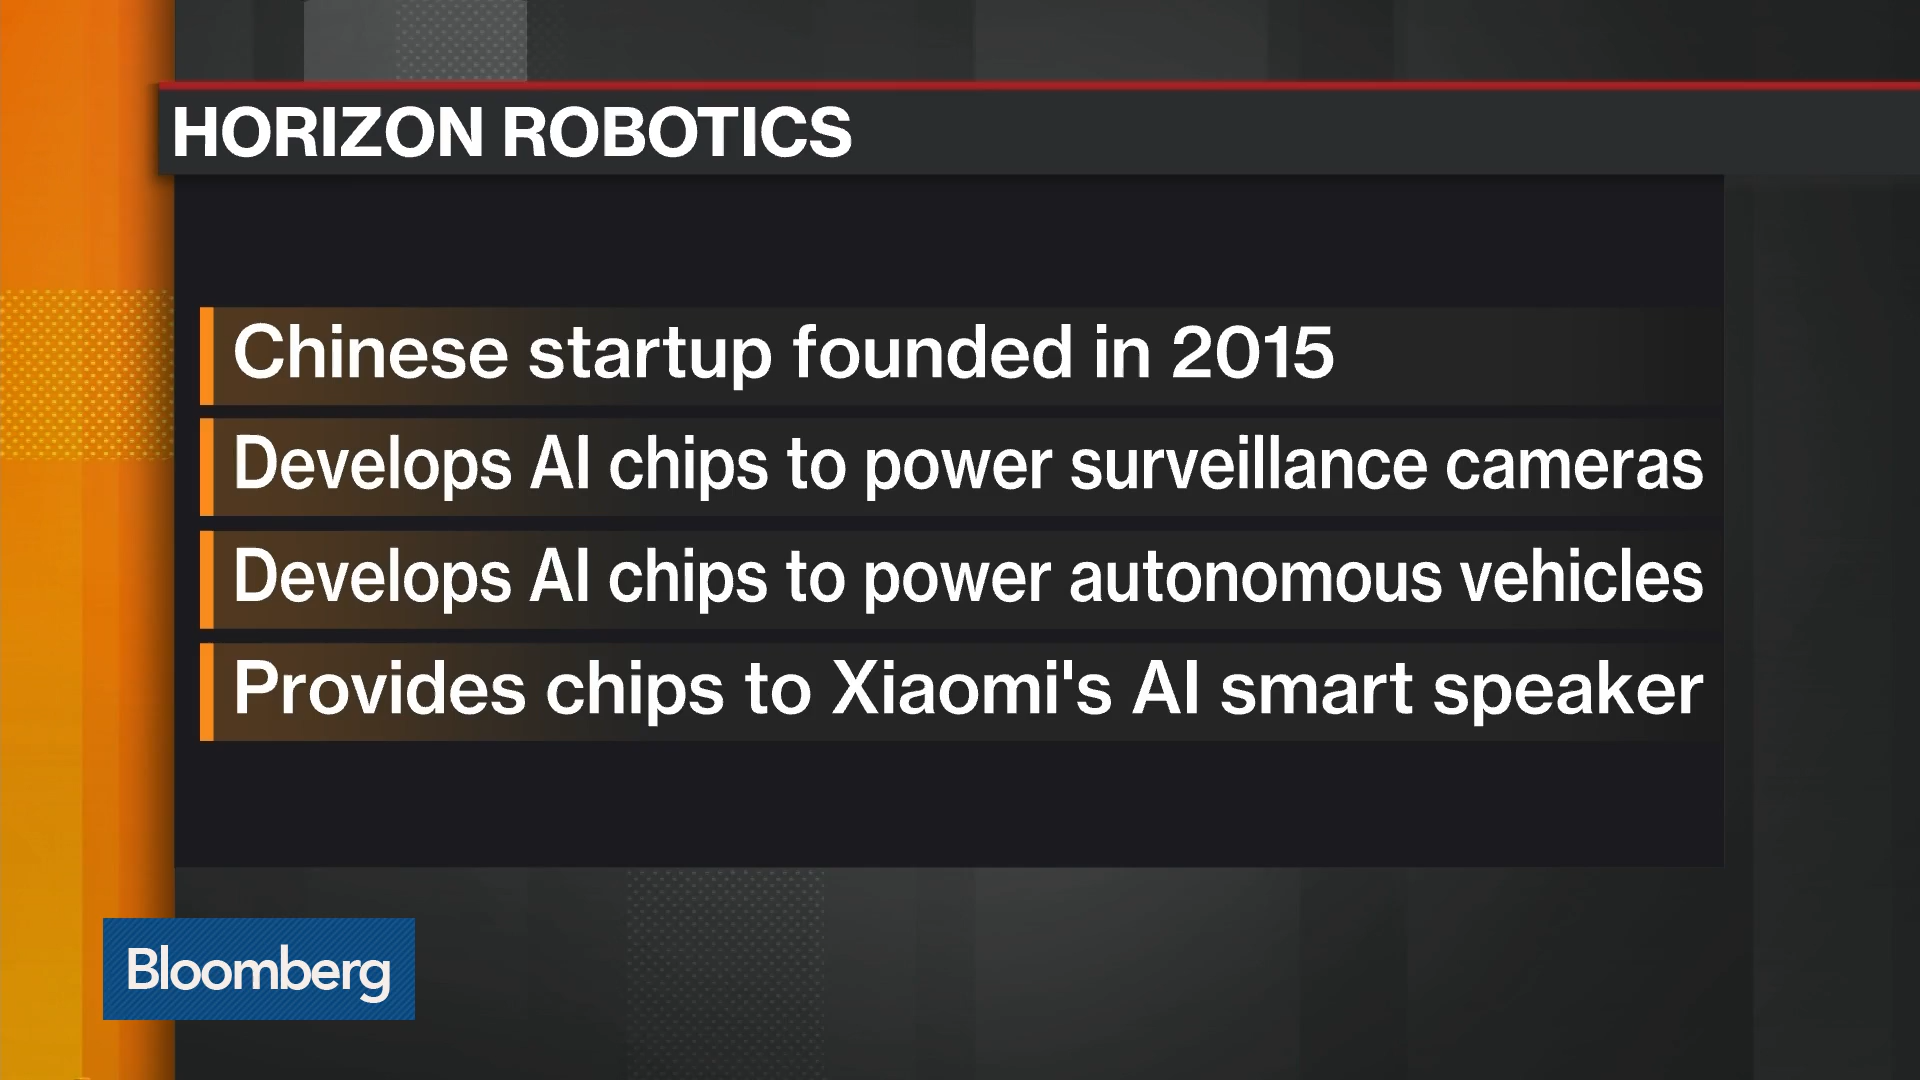 HORIZON ROBOTICS
Chinese startup founded in 2015
Develops AI chips to power surveillance cameras
Develops AI chips to power autonomous vehicles
Provides chips to Xiaomi's AI smart speaker
Bloomberg